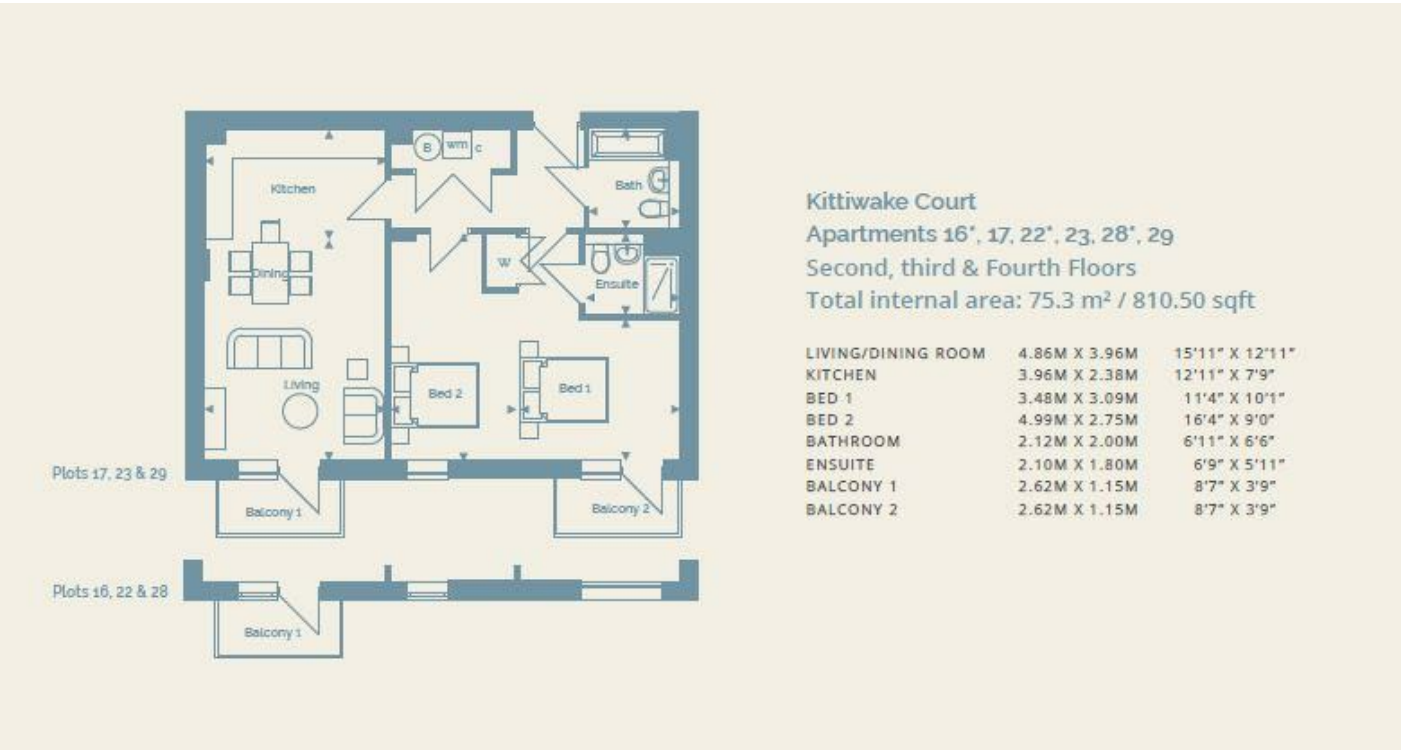 B
wm
c
Kitchen
Bath
Dining
W
Ensuite
Living
Bed 2
Bed 1
Plots 17, 23 & 29
Balcony 1
Balcony 2
Plots 16, 22 & 28
Balcony 1
Kittiwake Court
Apartments 16*, 17, 22*, 23, 28*, 29
Second, third & Fourth Floors
Total internal area: 75.3 m² / 810.50 sqft
LIVING/DINING ROOM 4.86M X 3.96M 15'11" X 12'11"
KITCHEN 3.96M X 2.38M 12'11" X 7'9"
BED 1 3.48M X 3.09M 11'4" X 10'1"
BED 2 4.99M X 2.75M 16'4" X 9'0"
BATHROOM 2.12M X 2.00M 6'11" X 6'6"
ENSUITE 2.10M X 1.80M 6'9" X 5'11"
BALCONY 1 2.62M X 1.15M 8'7" X 3'9"
BALCONY 2 2.62M X 1.15M 8'7" X 3'9"